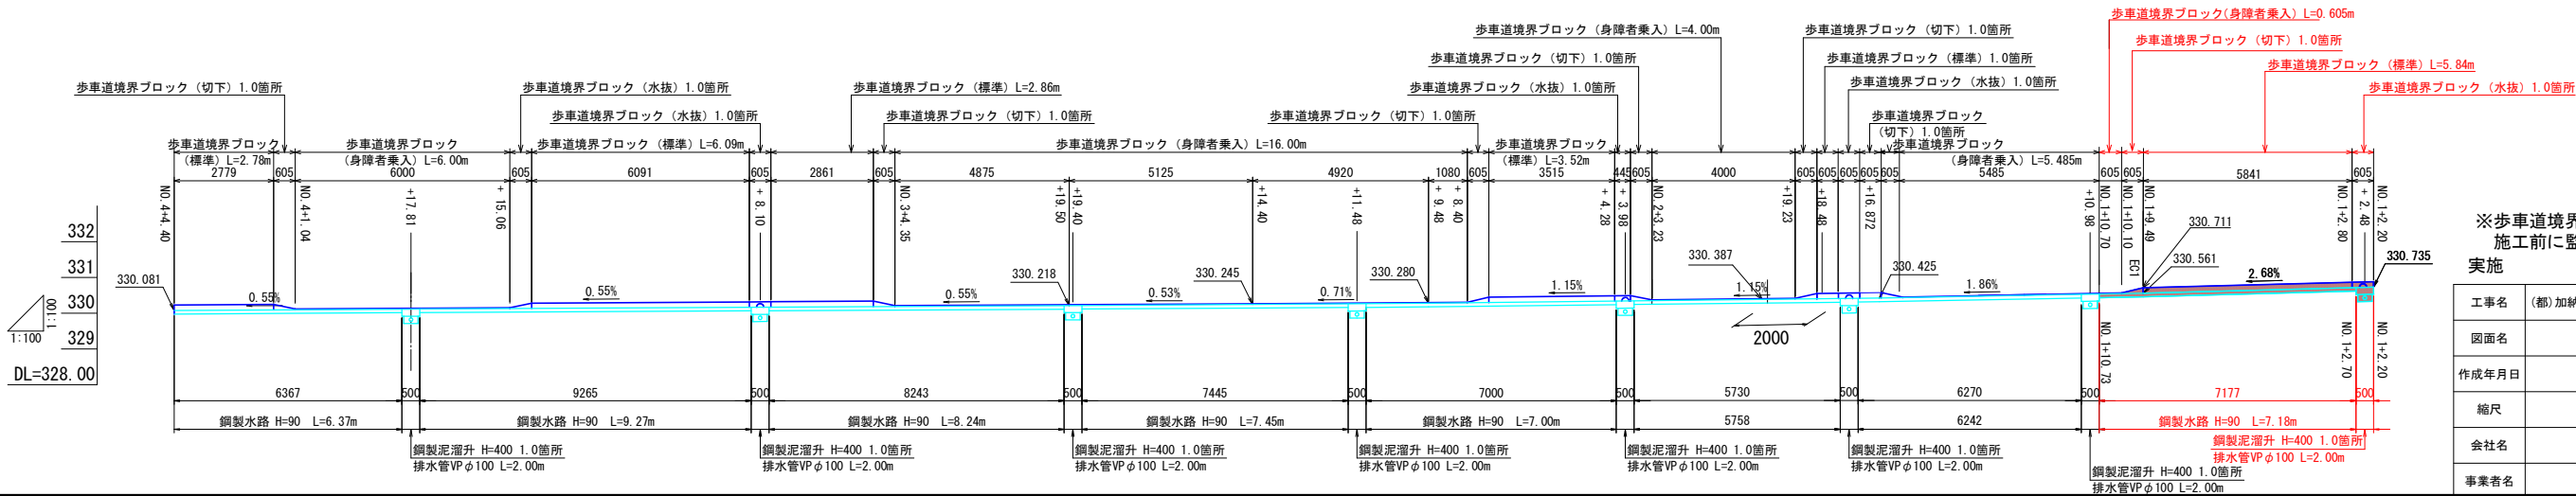 歩車道境界ブロック(身障者乗入)L=0.605m
歩車道境界ブロック（身障者乗入）L=4.00m
歩車道境界ブロック（切下）1.0箇所
歩車道境界ブロック（切下）1.0箇所
歩車道境界ブロック（切下）1.0箇所
歩車道境界ブロック（標準）1.0箇所
歩車道境界ブロック（標準）L=5.84m
歩車道境界ブロック（切下）1.0箇所
歩車道境界ブロック（水抜）1.0箇所
歩車道境界ブロック（標準）L=2.86m
歩車道境界ブロック（水抜）1.0箇所
歩車道境界ブロック（水抜）1.0箇所
歩車道境界ブロック（水抜）1.0箇所
歩車道境界ブロック（水抜）1.0箇所
歩車道境界ブロック（切下）1.0箇所
歩車道境界ブロック（切下）1.0箇所
歩車道境界ブロック
（切下）1.0箇所
歩車道境界ブロック
（標準）L=2.78m
歩車道境界ブロック
（身障者乗入）L=6.00m
歩車道境界ブロック（標準）L=6.09m
歩車道境界ブロック（身障者乗入）L=16.00m
歩車道境界ブロック
（標準）L=3.52m
歩車道境界ブロック
（身障者乗入）L=5.485m
2779 605 6000 605 6091 605 2861 605 4875 5125 4920 1080 605 3515 445 605 4000 605 605 605 605 605 5485 605 605 5841 605
NO.4+4.40
NO.4+1.04
+17.81
+ 15.06
+ 8.10
NO.3+4.35
+19.50
+19.40
+14.40
+11.48
+ 9.48
+ 8.40
+ 4.28
+ 3.98
NO.2+3.23
+19.23
+18.48
+16.872
+10.98
NO.1+10.70
NO.1+10.10
EC1
NO.1+9.49
NO.1+2.80
+ 2.48
NO.1+2.20
332
331
330
329
DL=328.00
1:100
1:100
330.081
0.55%
0.55%
0.55%
330.218
0.53%
330.245
0.71%
330.280
1.15%
330.387
1.15%
330.425
1.86%
330.711
330.561
2.68%
330.735
2000
NO.1+10.73
NO.1+2.70
NO.1+2.20
6367 500 9265 500 8243 500 7445 500 7000 500 5730 500 6270 500 7177 500
鋼製水路 H=90 L=6.37m
鋼製水路 H=90 L=9.27m
鋼製水路 H=90 L=8.24m
鋼製水路 H=90 L=7.45m
鋼製水路 H=90 L=7.00m
5758
6242
鋼製水路 H=90 L=7.18m
鋼製泥溜升 H=400 1.0箇所
排水管VPφ100 L=2.00m
鋼製泥溜升 H=400 1.0箇所
排水管VPφ100 L=2.00m
鋼製泥溜升 H=400 1.0箇所
排水管VPφ100 L=2.00m
鋼製泥溜升 H=400 1.0箇所
排水管VPφ100 L=2.00m
鋼製泥溜升 H=400 1.0箇所
排水管VPφ100 L=2.00m
鋼製泥溜升 H=400 1.0箇所
排水管VPφ100 L=2.00m
鋼製泥溜升 H=400 1.0箇所
排水管VPφ100 L=2.00m
鋼製泥溜升 H=400 1.0箇所
排水管VPφ100 L=2.00m
※歩車道境界
施工前に監
実施
工事名 (都)加納
図面名
作成年月日
縮尺
会社名
事業者名